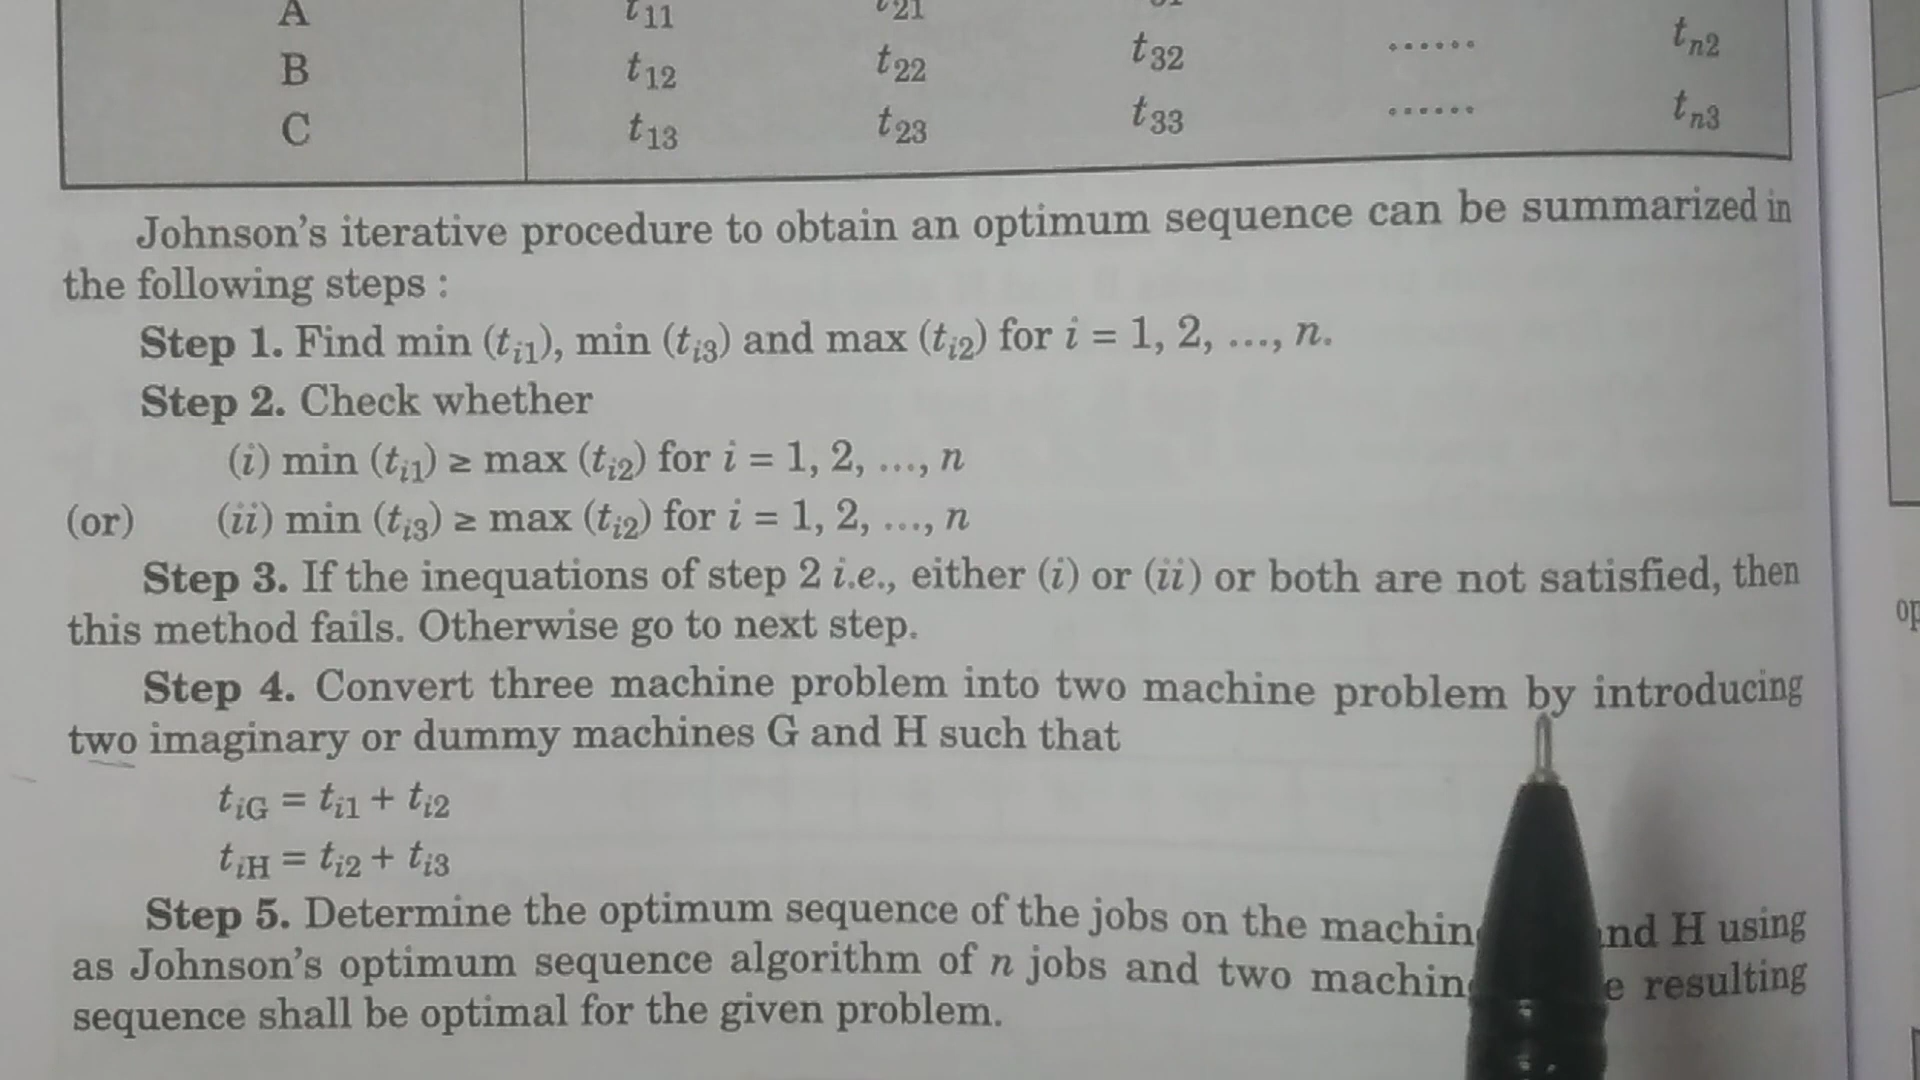 A t11 t21
B t12 t22 t32 ...... tn2
C t13 t23 t33 ...... tn3
Johnson's iterative procedure to obtain an optimum sequence can be summarized in
the following steps :
Step 1. Find min (ti1), min (ti3) and max (ti2) for i = 1, 2, ..., n.
Step 2. Check whether
(i) min (ti1) ≥ max (ti2) for i = 1, 2, ..., n
(or) (ii) min (ti3) ≥ max (ti2) for i = 1, 2, ..., n
Step 3. If the inequations of step 2 i.e., either (i) or (ii) or both are not satisfied, then
this method fails. Otherwise go to next step.
Step 4. Convert three machine problem into two machine problem by introducing
two imaginary or dummy machines G and H such that
tiG = ti1 + ti2
tiH = ti2 + ti3
Step 5. Determine the optimum sequence of the jobs on the H using
as Johnson's optimum sequence algorithm of n jobs and two resulting
sequence shall be optimal for the given problem.